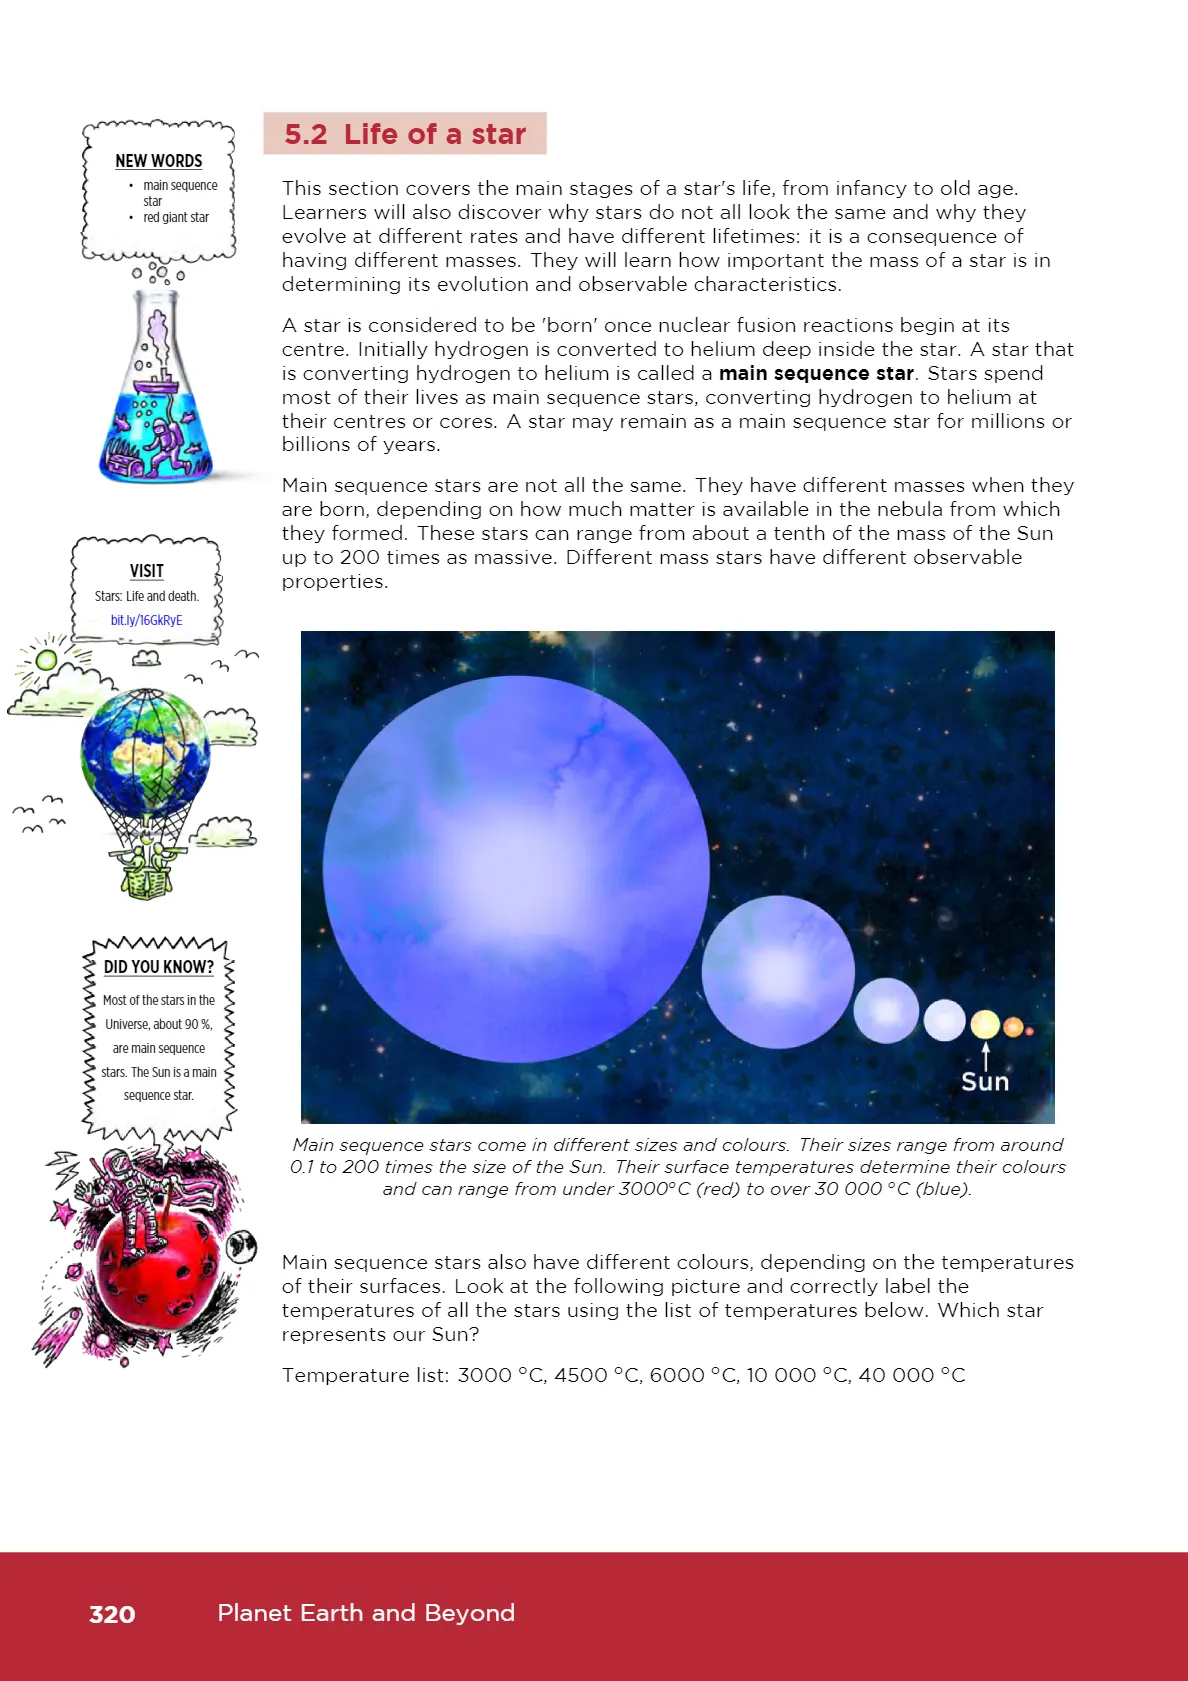 5.2 Life of a star
NEW WORDS
• main sequence
star
• red giant star
This section covers the main stages of a star's life, from infancy to old age.
Learners will also discover why stars do not all look the same and why they
evolve at different rates and have different lifetimes: it is a consequence of
having different masses. They will learn how important the mass of a star is in
determining its evolution and observable characteristics.
A star is considered to be 'born' once nuclear fusion reactions begin at its
centre. Initially hydrogen is converted to helium deep inside the star. A star that
is converting hydrogen to helium is called a main sequence star. Stars spend
most of their lives as main sequence stars, converting hydrogen to helium at
their centres or cores. A star may remain as a main sequence star for millions or
billions of years.
Main sequence stars are not all the same. They have different masses when they
are born, depending on how much matter is available in the nebula from which
they formed. These stars can range from about a tenth of the mass of the Sun
up to 200 times as massive. Different mass stars have different observable
properties.
VISIT
Stars: Life and death.
bit.ly/16GkRyE
Sun
DID YOU KNOW?
Most of the stars in the
Universe, about 90 %,
are main sequence
stars. The Sun is a main
sequence star.
Main sequence stars come in different sizes and colours. Their sizes range from around
0.1 to 200 times the size of the Sun. Their surface temperatures determine their colours
and can range from under 3000°C (red) to over 30 000 °C (blue).
Main sequence stars also have different colours, depending on the temperatures
of their surfaces. Look at the following picture and correctly label the
temperatures of all the stars using the list of temperatures below. Which star
represents our Sun?
Temperature list: 3000 °C, 4500 °C, 6000 °C, 10 000 °C, 40 000 °C
320 Planet Earth and Beyond